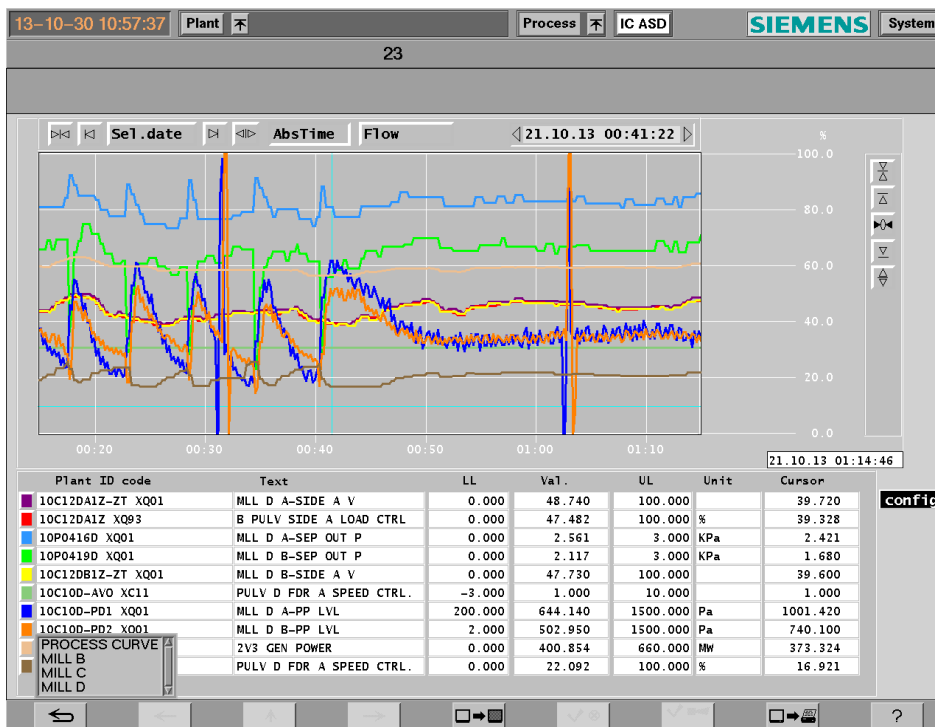 13-10-30 10:57:37 Plant Process IC ASD SIEMENS System
23
Sel.date AbsTime Flow 21.10.13 00:41:22 %
100.0
80.0
60.0
40.0
20.0
0.0
00:20 00:30 00:40 00:50 01:00 01:10
21.10.13 01:14:46
Plant ID code Text LL Val. UL Unit Cursor
10C12DA1Z-ZT XQ01 MLL D A-SIDE A V 0.000 48.740 100.000 39.720
config
10C12DA1Z XQ93 B PULV SIDE A LOAD CTRL 0.000 47.482 100.000 % 39.328
10P0416D XQ01 MLL D A-SEP OUT P 0.000 2.561 3.000 KPa 2.421
10P0419D XQ01 MLL D B-SEP OUT P 0.000 2.117 3.000 KPa 1.680
10C12DB1Z-ZT XQ01 MLL D B-SIDE A V 0.000 47.730 100.000 39.600
10C10D-AVO XC11 PULV D FDR A SPEED CTRL. -3.000 1.000 10.000 1.000
10C10D-PD1 XQ01 MLL D A-PP LVL 200.000 644.140 1500.000 Pa 1001.420
10C10D-PD2 XQ01 MLL D B-PP LVL 2.000 502.950 1500.000 Pa 740.100
PROCESS CURVE 2V3 GEN POWER 0.000 400.854 660.000 MW 373.324
MILL B
MILL C PULV D FDR A SPEED CTRL. 0.000 22.092 100.000 % 16.921
MILL D
?